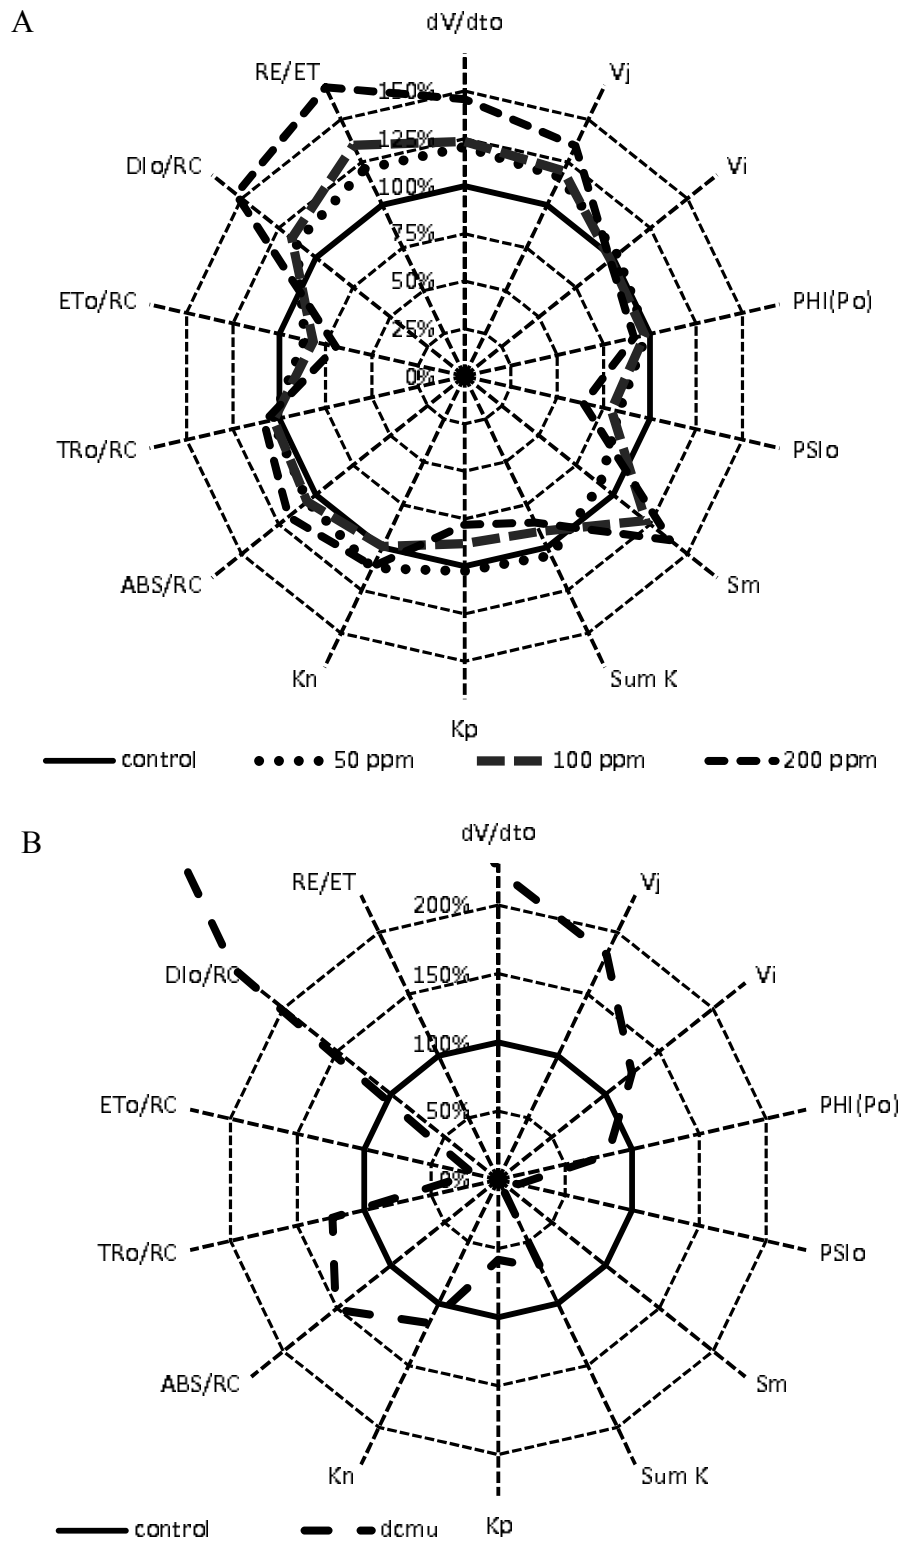 A
dV/dto
RE/ET
Vj
150%
125%
DIo/RC
Vi
100%
75%
50%
ETo/RC
PHI(Po)
25%
0%
TRo/RC
PSIo
ABS/RC
Sm
Kn
Sum K
Kp
control 50 ppm 100 ppm 200 ppm
B
dV/dto
RE/ET
Vj
200%
DIo/RC
150%
Vi
100%
ETo/RC
50%
PHI(Po)
0%
TRo/RC
PSIo
ABS/RC
Sm
Kn
Sum K
Kp
control dcmu